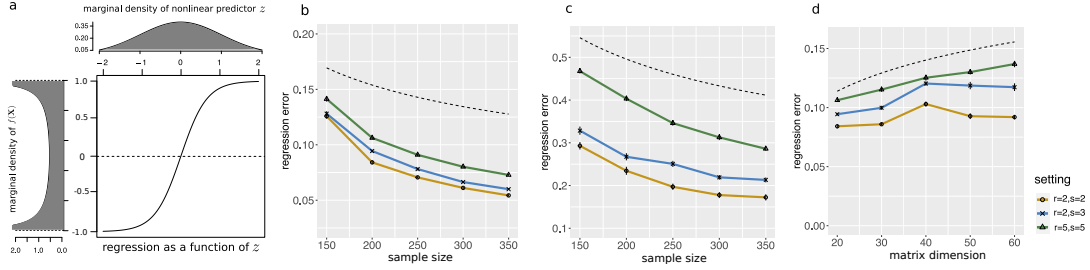 a
marginal density of nonlinear predictor z
0.35
0.20
0.05
-2 -1 0 1 2
marginal density of f(X)
1.0
0.5
0
-0.5
-1.0
2.0 1.0 0.0
regression as a function of z
b
regression error
0.20
0.15
0.10
0.05
150 200 250 300 350
sample size
c
regression error
0.5
0.4
0.3
0.2
0.1
150 200 250 300 350
sample size
d
regression error
0.15
0.10
0.05
0.00
20 30 40 50 60
matrix dimension
setting
r=2,s=2
r=2,s=3
r=5,s=5